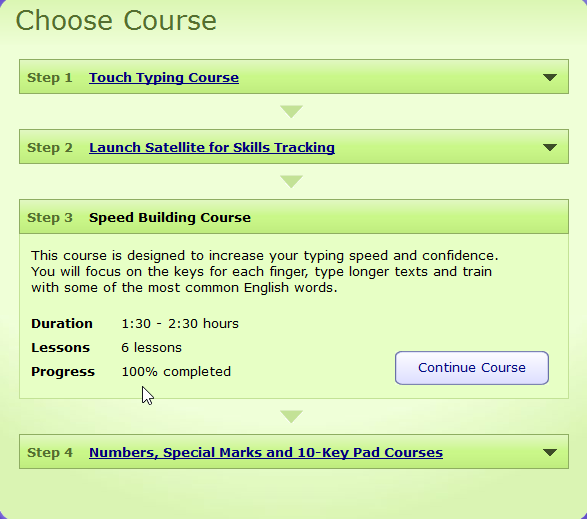 Choose Course
Step 1 Touch Typing Course
Step 2 Launch Satellite for Skills Tracking
Step 3 Speed Building Course
This course is designed to increase your typing speed and confidence.
You will focus on the keys for each finger, type longer texts and train
with some of the most common English words.
Duration 1:30 - 2:30 hours
Lessons 6 lessons
Progress 100% completed
Continue Course
Step 4 Numbers, Special Marks and 10-Key Pad Courses